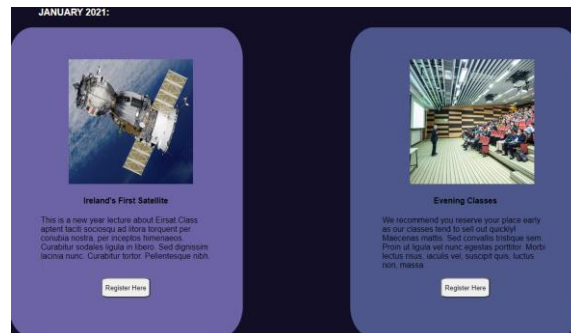 JANUARY 2021:
Ireland's First Satellite
This is a new year lecture about Eirsat.Class
aptent taciti sociosqu ad litora torquent per
conubia nostra, per inceptos himenaeos.
Curabitur sodales ligula in libero. Sed dignissim
lacinia nunc. Curabitur tortor. Pellentesque nibh.
Register Here
Evening Classes
We recommend you reserve your place early
as our classes tend to sell out quickly!
Maecenas mattis. Sed convallis tristique sem.
Proin ut ligula vel nunc egestas porttitor. Morbi
lectus risus, iaculis vel, suscipit quis, luctus
non, massa.
Register Here